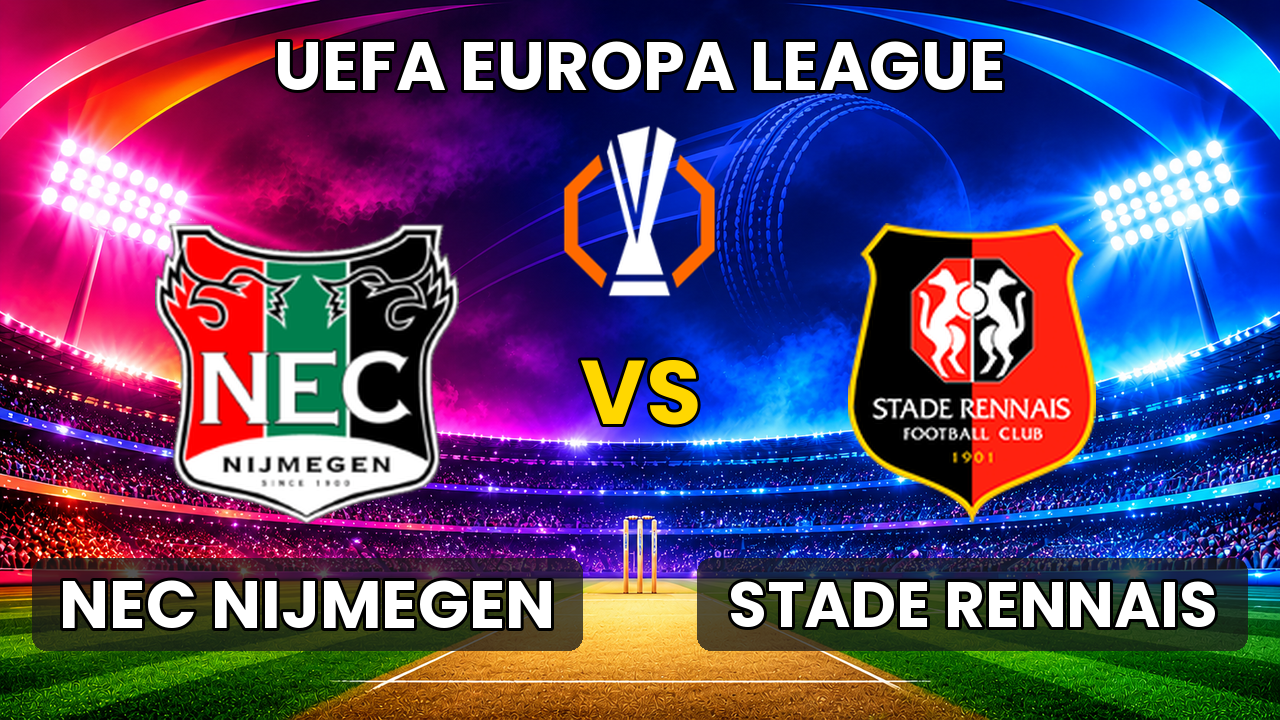 UEFA EUROPA LEAGUE
VS
NEC
NIJMEGEN
SINCE 1900
STADE RENNAIS
FOOTBALL CLUB
1901
NEC NIJMEGEN
STADE RENNAIS